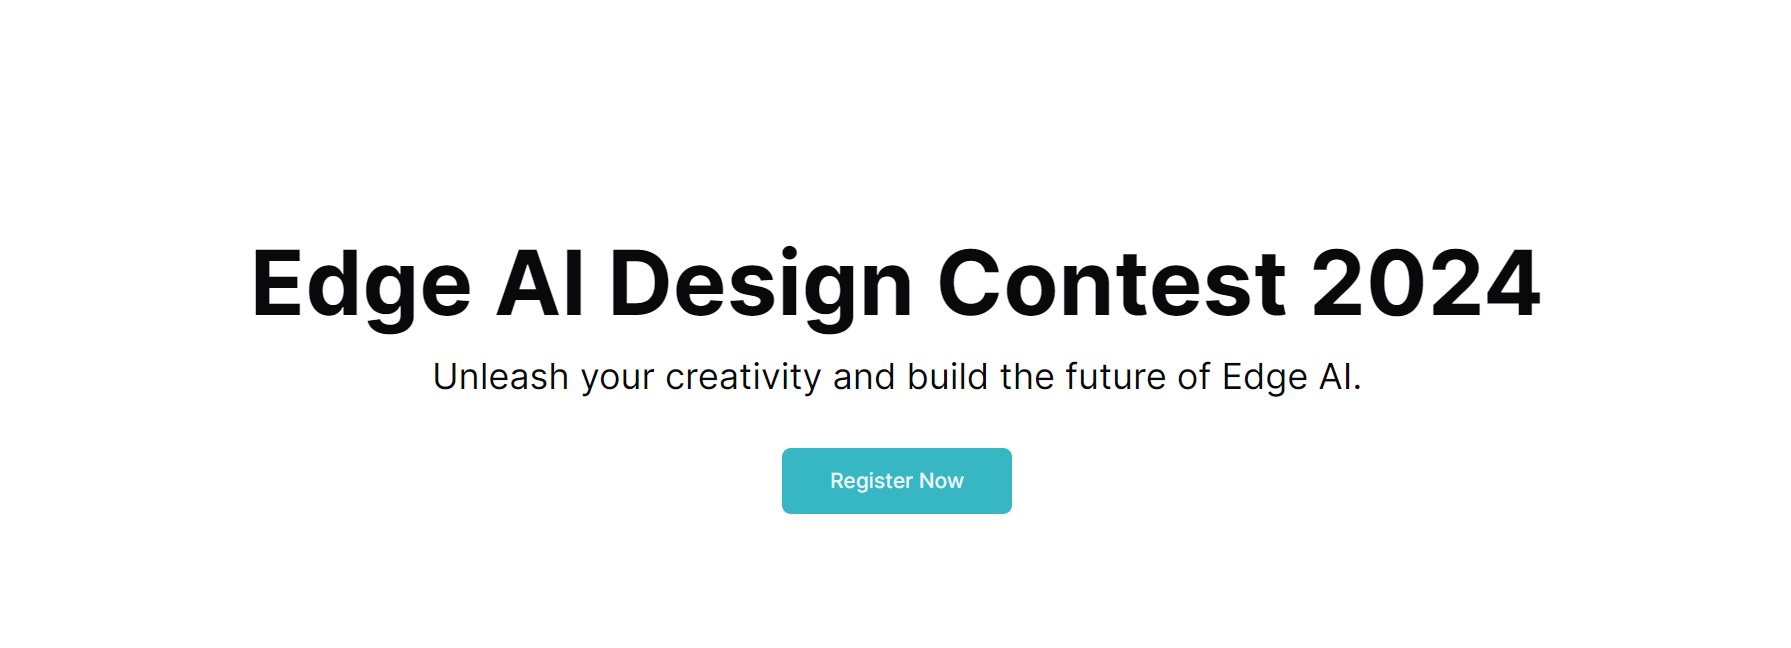 Edge AI Design Contest 2024
Unleash your creativity and build the future of Edge AI.
Register Now